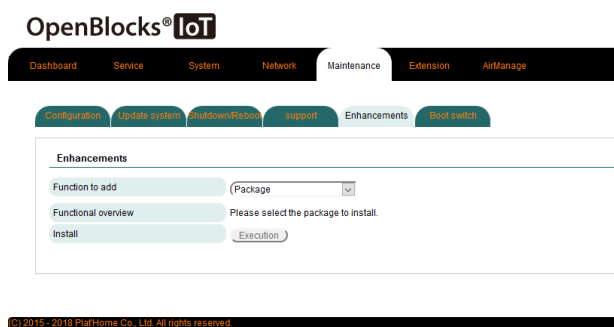 OpenBlocks® IoT
Dashboard Service System Network Maintenance Extension AirManage
Configuration Update system Shutdown/Reboot support Enhancements Boot switch
Enhancements
Function to add Package
Functional overview Please select the package to install.
Install Execution
(C) 2015 - 2018 Plat'Home Co., Ltd. All rights reserved.